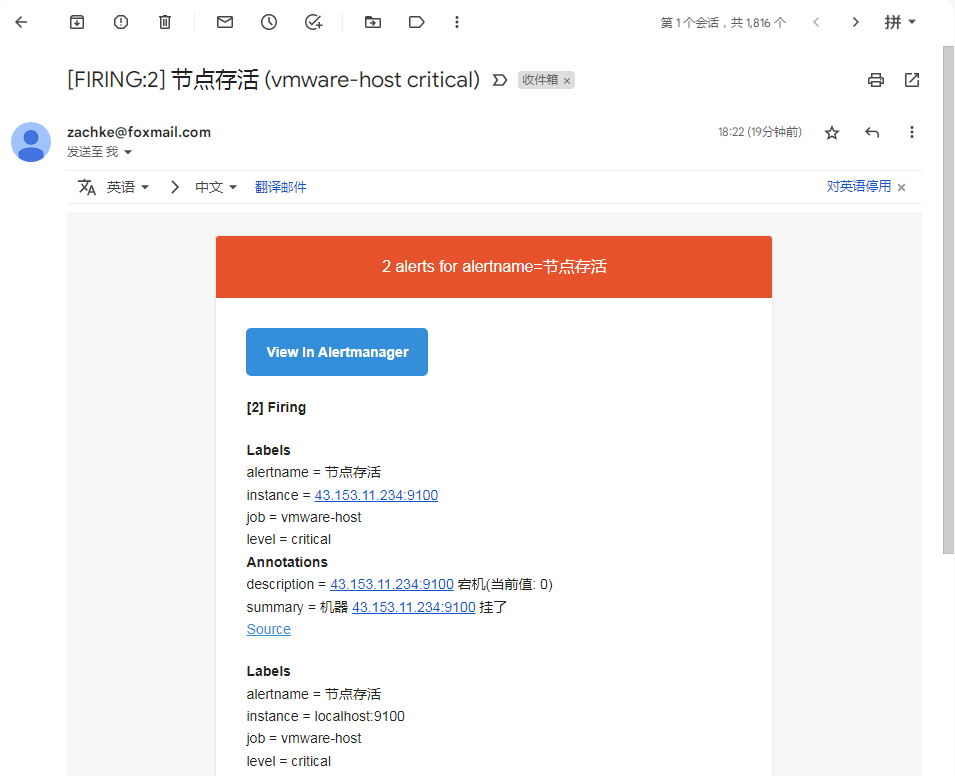 第 1 个会话，共 1,816 个
拼
[FIRING:2] 节点存活 (vmware-host critical)
收件箱 ×
zachke@foxmail.com
18:22 (19分钟前)
发送至 我
英语 > 中文 翻译邮件
对英语停用 ×
2 alerts for alertname=节点存活
View In Alertmanager
[2] Firing
Labels
alertname = 节点存活
instance = 43.153.11.234:9100
job = vmware-host
level = critical
Annotations
description = 43.153.11.234:9100 宕机(当前值: 0)
summary = 机器 43.153.11.234:9100 挂了
Source
Labels
alertname = 节点存活
instance = localhost:9100
job = vmware-host
level = critical